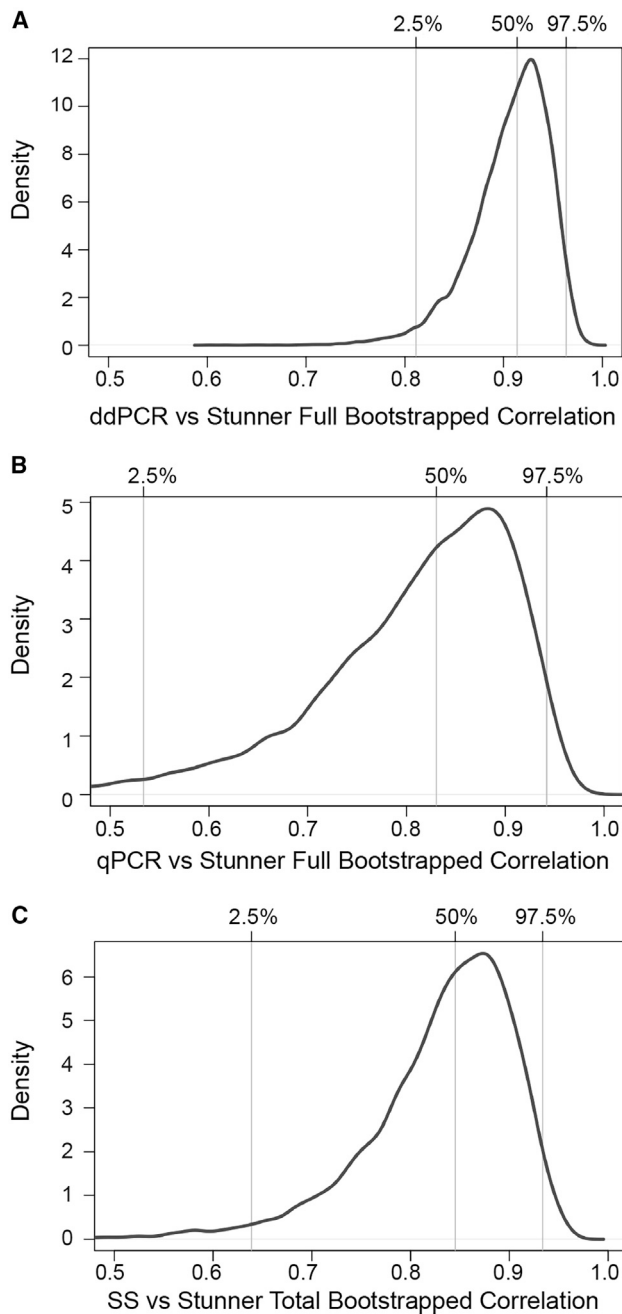 A
2.5% 50% 97.5%
12
10
8
6
4
2
0
Density
0.5 0.6 0.7 0.8 0.9 1.0
ddPCR vs Stunner Full Bootstrapped Correlation
B
2.5% 50% 97.5%
5
4
3
2
1
0
Density
0.5 0.6 0.7 0.8 0.9 1.0
qPCR vs Stunner Full Bootstrapped Correlation
C
2.5% 50% 97.5%
6
5
4
3
2
1
0
Density
0.5 0.6 0.7 0.8 0.9 1.0
SS vs Stunner Total Bootstrapped Correlation